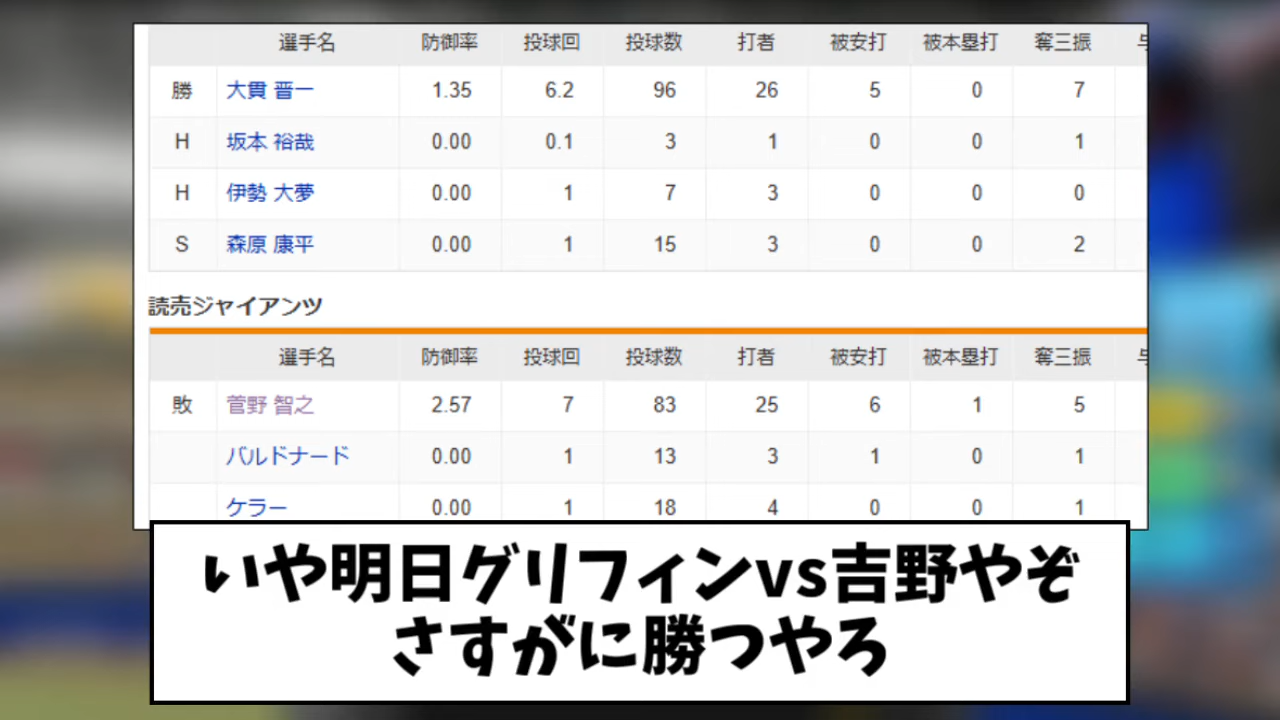 選手名 防御率 投球回 投球数 打者 被安打 被本塁打 奪三振 与
勝 大貫 晋一 1.35 6.2 96 26 5 0 7
H 坂本 裕哉 0.00 0.1 3 1 0 0 1
H 伊勢 大夢 0.00 1 7 3 0 0 0
S 森原 康平 0.00 1 15 3 0 0 2
読売ジャイアンツ
選手名 防御率 投球回 投球数 打者 被安打 被本塁打 奪三振 与
敗 菅野 智之 2.57 7 83 25 6 1 5
バルドナード 0.00 1 13 3 1 0 1
ケラー 0.00 1 18 4 0 0 1
いや明日グリフィンvs吉野やぞ
さすがに勝つやろ